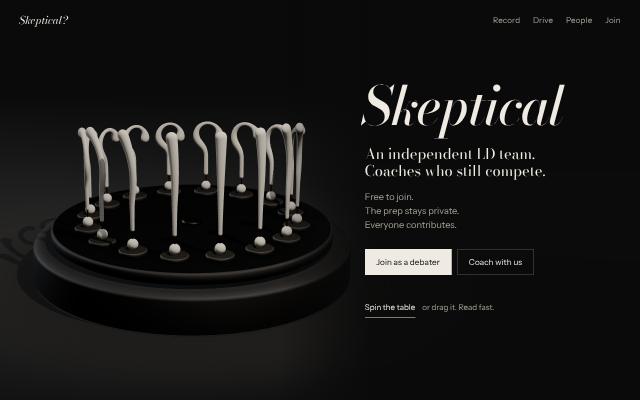 Skeptical?
Record Drive People Join
Skeptical
An independent LD team.
Coaches who still compete.
Free to join.
The prep stays private.
Everyone contributes.
Join as a debater Coach with us
Spin the table or drag it. Read fast.